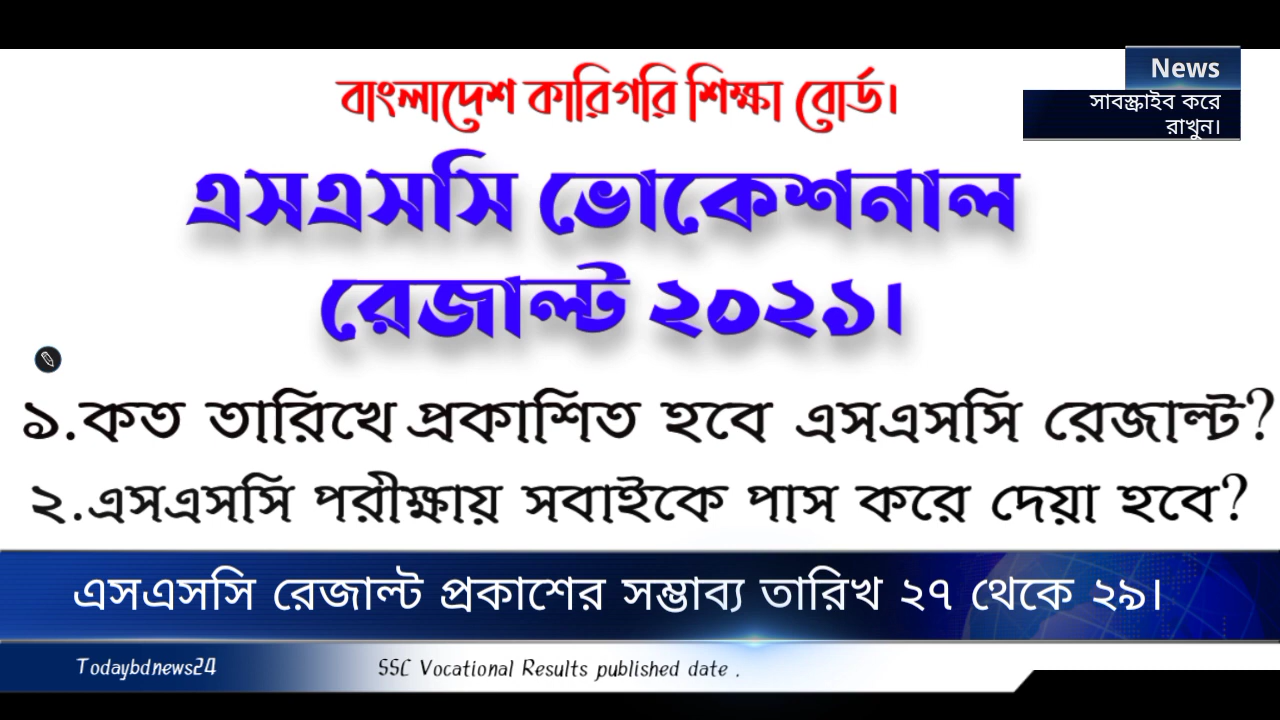 News
সাবস্ক্রাইব করে
রাখুন।
বাংলাদেশ কারিগরি শিক্ষা বোর্ড।
এসএসসি ভোকেশনাল
রেজাল্ট ২০২১।
১.কত তারিখে প্রকাশিত হবে এসএসসি রেজাল্ট?
২.এসএসসি পরীক্ষায় সবাইকে পাস করে দেয়া হবে?
এসএসসি রেজাল্ট প্রকাশের সম্ভাব্য তারিখ ২৭ থেকে ২৯।
Todaybdnews24
SSC Vocational Results published date .